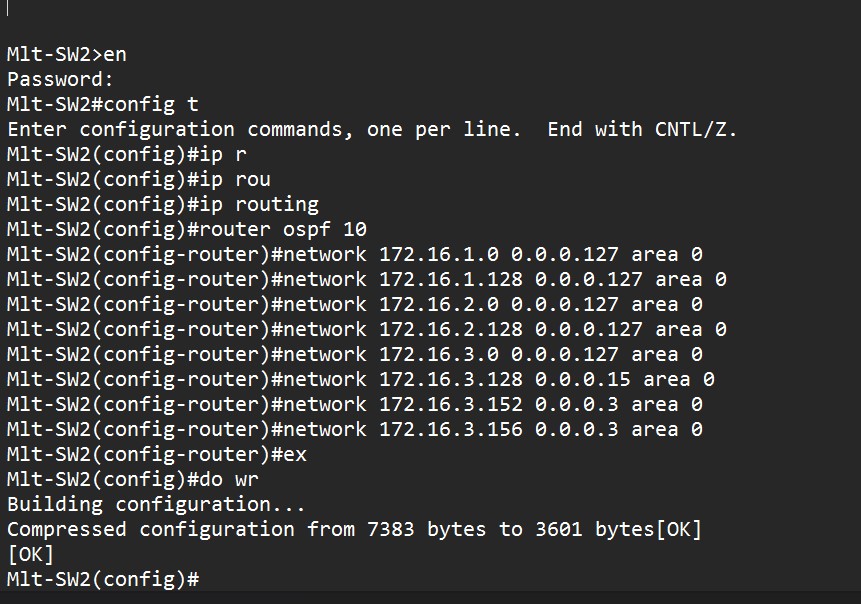 Mlt-SW2>en
Password:
Mlt-SW2#config t
Enter configuration commands, one per line.  End with CNTL/Z.
Mlt-SW2(config)#ip r
Mlt-SW2(config)#ip rou
Mlt-SW2(config)#ip routing
Mlt-SW2(config)#router ospf 10
Mlt-SW2(config-router)#network 172.16.1.0 0.0.0.127 area 0
Mlt-SW2(config-router)#network 172.16.1.128 0.0.0.127 area 0
Mlt-SW2(config-router)#network 172.16.2.0 0.0.0.127 area 0
Mlt-SW2(config-router)#network 172.16.2.128 0.0.0.127 area 0
Mlt-SW2(config-router)#network 172.16.3.0 0.0.0.127 area 0
Mlt-SW2(config-router)#network 172.16.3.128 0.0.0.15 area 0
Mlt-SW2(config-router)#network 172.16.3.152 0.0.0.3 area 0
Mlt-SW2(config-router)#network 172.16.3.156 0.0.0.3 area 0
Mlt-SW2(config-router)#ex
Mlt-SW2(config)#do wr
Building configuration...
Compressed configuration from 7383 bytes to 3601 bytes[OK]
[OK]
Mlt-SW2(config)#